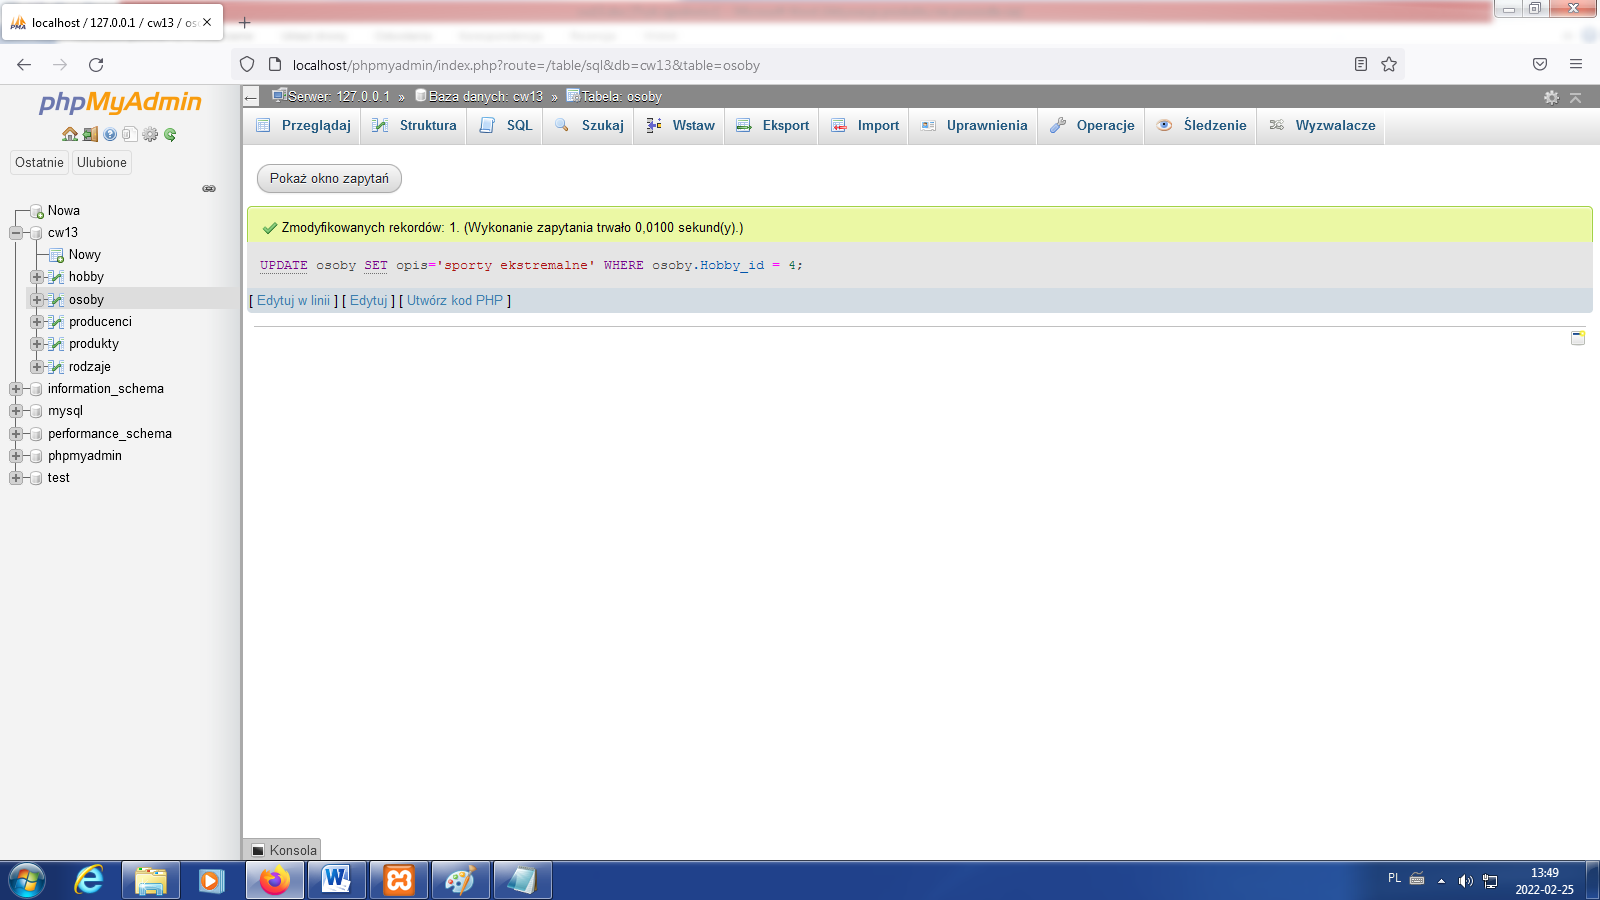 localhost / 127.0.0.1 / cw13 / os
localhost/phpmyadmin/index.php?route=/table/sql&db=cw13&table=osoby
phpMyAdmin
Ostatnie Ulubione
Nowa
cw13
Nowy
hobby
osoby
producenci
produkty
rodzaje
information_schema
mysql
performance_schema
phpmyadmin
test
Serwer: 127.0.0.1 » Baza danych: cw13 » Tabela: osoby
Przeglądaj Struktura SQL Szukaj Wstaw Eksport Import Uprawnienia Operacje Śledzenie Wyzwalacze
Pokaż okno zapytań
Zmodyfikowanych rekordów: 1. (Wykonanie zapytania trwało 0,0100 sekund(y).)
UPDATE osoby SET opis='sporty ekstremalne' WHERE osoby.Hobby_id = 4;
[ Edytuj w linii ] [ Edytuj ] [ Utwórz kod PHP ]
Konsola
PL
13:49
2022-02-25